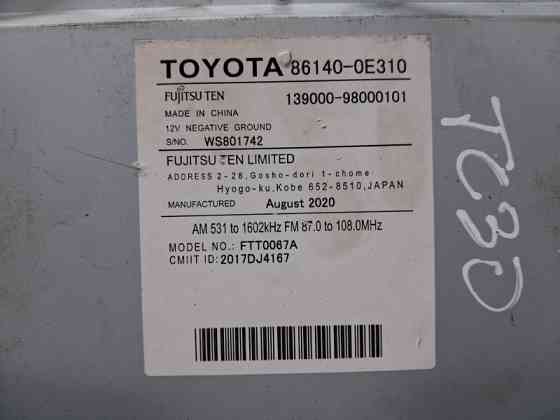 TOYOTA 86140-0E310
FUJITSU TEN 139000-98000101
MADE IN CHINA
12V NEGATIVE GROUND
S/NO. WS801742
FUJITSU TEN LIMITED
ADDRESS 2-28, Gosho-dori 1-chome
Hyogo-ku, Kobe 652-8510, JAPAN
MANUFACTURED August 2020
AM 531 to 1602kHz FM 87.0 to 108.0MHz
MODEL NO.: FTT0067A
CMIIT ID: 2017DJ4167
TC30